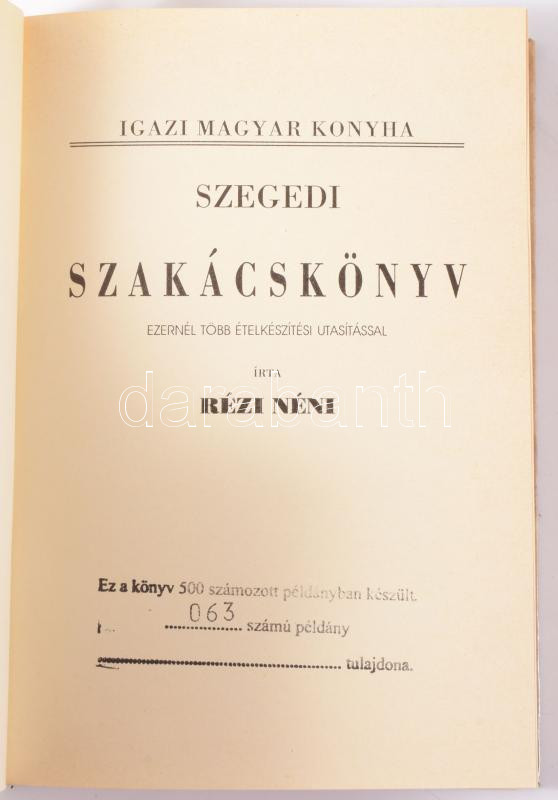 IGAZI MAGYAR KONYHA
SZEGEDI
SZAKÁCSKÖNYV
EZERNÉL TÖBB ÉTELKÉSZÍTÉSI UTASÍTÁSSAL
ÍRTA
darabanth
RÉZI NÉNI
Ez a könyv 500 számozott példányban készült.
063 számú példány
tulajdona.